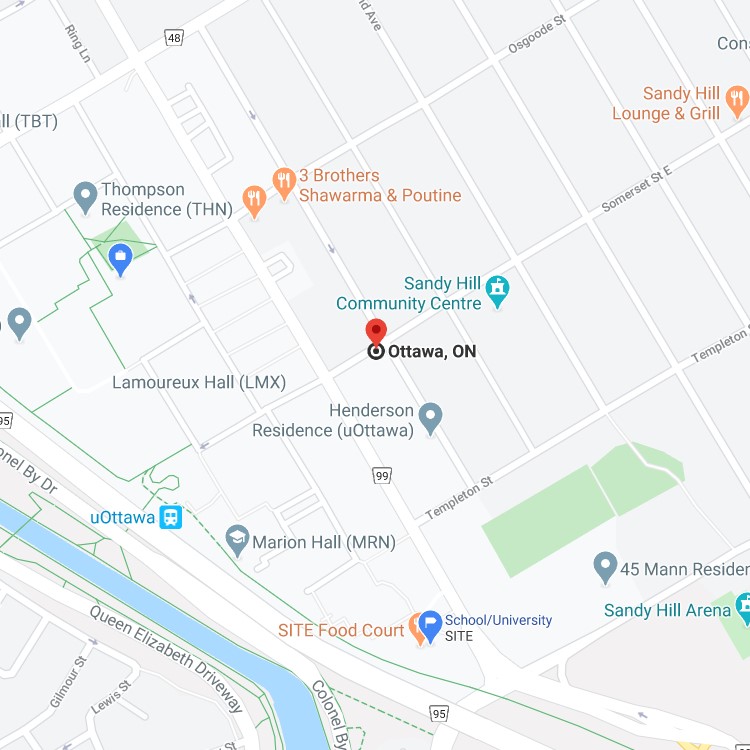 Ring Ln
48
nd Ave
Osgoode St
Cons
Sandy Hill
Lounge & Grill
ll (TBT)
3 Brothers
Shawarma & Poutine
Thompson
Residence (THN)
Somerset St E
Sandy Hill
Community Centre
Ottawa, ON
Templeton
Lamoureux Hall (LMX)
Henderson
Residence (uOttawa)
95
onel By Dr
99
Templeton St
uOttawa
Marion Hall (MRN)
45 Mann Residen
Sandy Hill Arena
School/University
SITE
SITE Food Court
Queen Elizabeth Driveway
Gilmour St
Lewis St
Colonel By
95
St